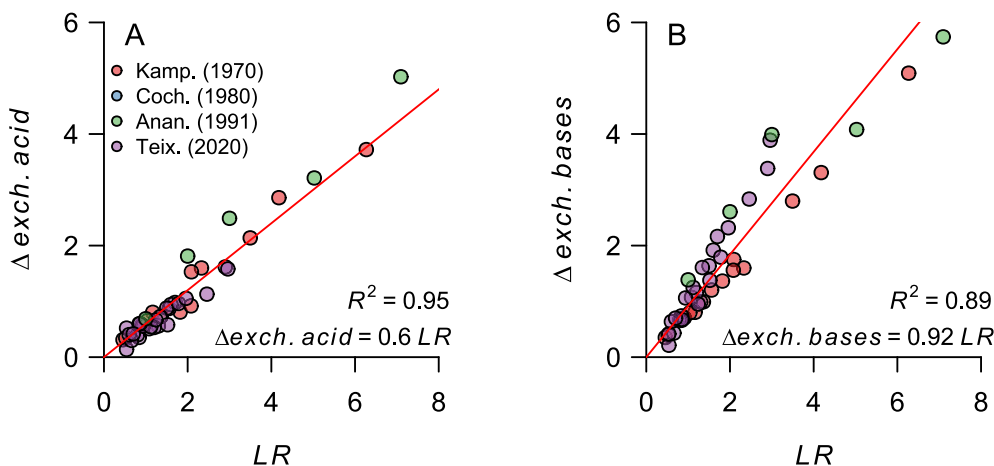 A
Kamp. (1970)
Coch. (1980)
Anan. (1991)
Teix. (2020)
R² = 0.95
Δexch. acid = 0.6 LR
Δ exch. acid
6
4
2
0
0 2 4 6 8
LR
B
R² = 0.89
Δexch. bases = 0.92 LR
Δ exch. bases
6
4
2
0
0 2 4 6 8
LR